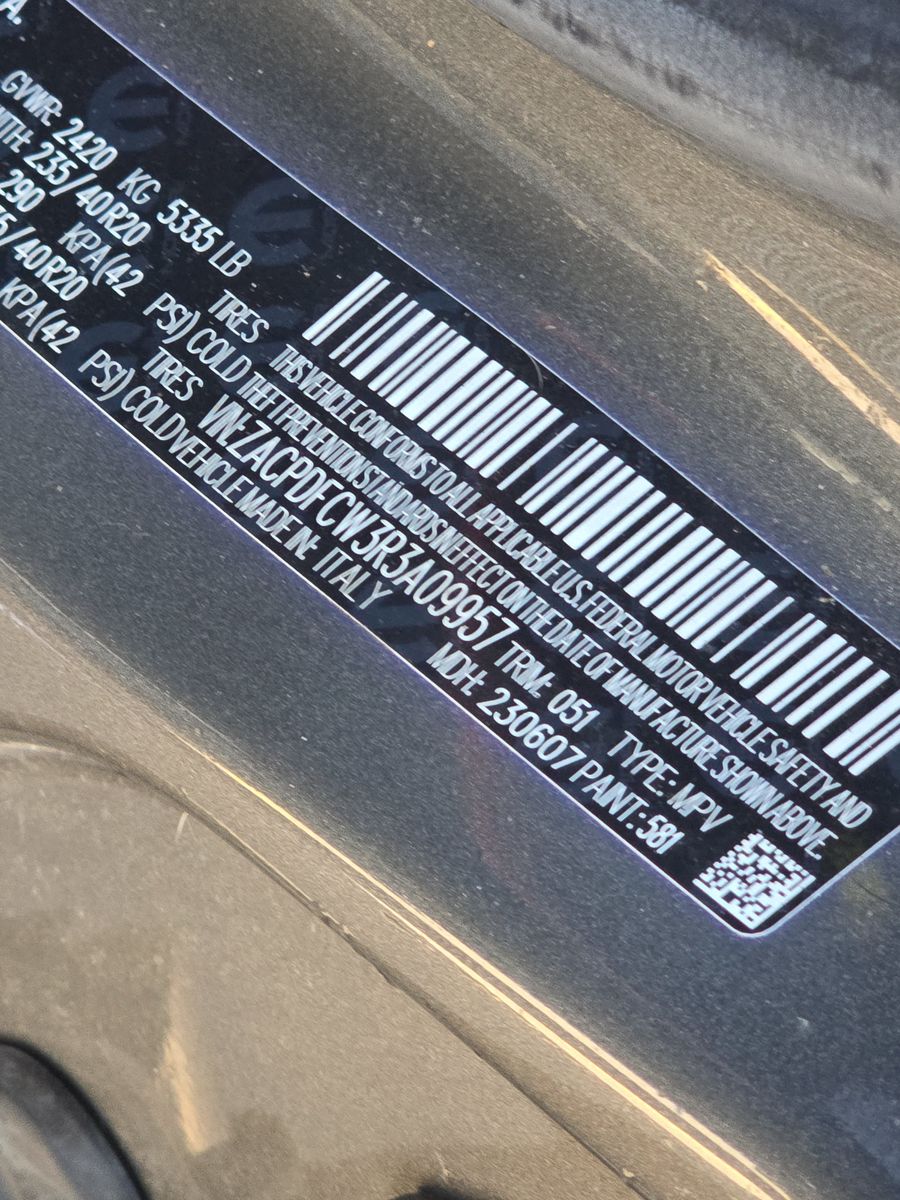 A.
GVWR: 2420 KG 5335 LB
WITH: 235/40R20 TIRES
290 KPA(42 PSI) COLD
5/40R20 TIRES
KPA(42 PSI) COLD
THIS VEHICLE CONFORMS TO ALL APPLICABLE U.S. FEDERAL MOTOR VEHICLE SAFETY AND
THEFT PREVENTION STANDARDS IN EFFECT ON THE DATE OF MANUFACTURE SHOWN ABOVE.
VIN: ZACPDFCW3R3A09957 TYPE: MPV
VEHICLE MADE IN: ITALY TRIM: 051
MDH: 230607 PAINT: 581